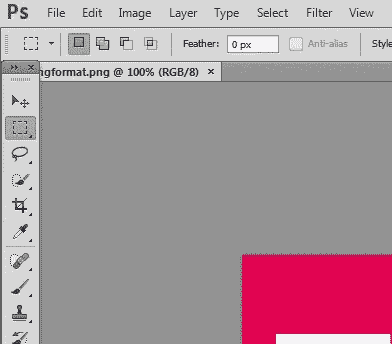 Ps File Edit Image Layer Type Select Filter View
Feather: 0 px Anti-alias Style
ngformat.png @ 100% (RGB/8) ×